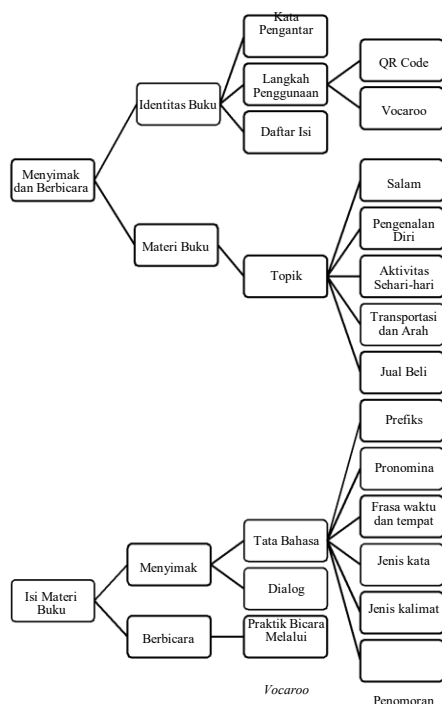 Kata
Pengantar
Identitas Buku
Langkah
Penggunaan
QR Code
Vocaroo
Daftar Isi
Menyimak
dan Berbicara
Materi Buku
Topik
Salam
Pengenalan
Diri
Aktivitas
Sehari-hari
Transportasi
dan Arah
Jual Beli
Isi Materi
Buku
Menyimak
Tata Bahasa
Prefiks
Pronomina
Frasa waktu
dan tempat
Jenis kata
Jenis kalimat
Penomoran
Dialog
Berbicara
Praktik Bicara
Melalui
Vocaroo